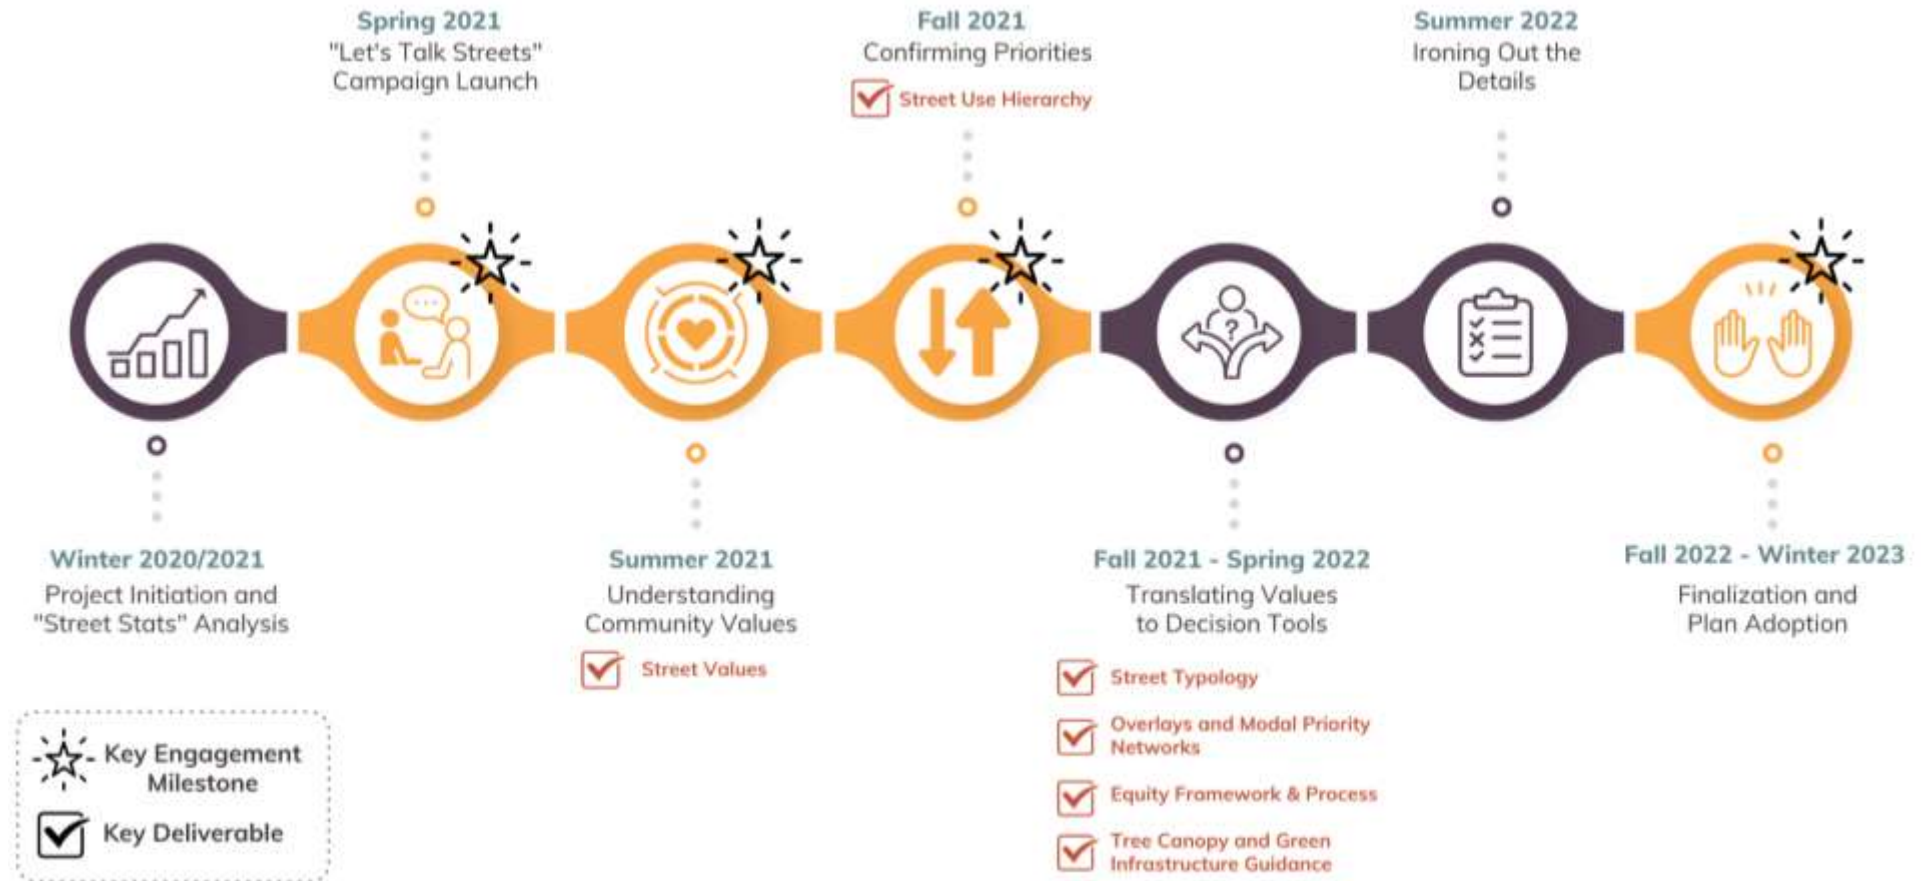 Spring 2021
"Let's Talk Streets"
Campaign Launch
Fall 2021
Confirming Priorities
Street Use Hierarchy
Summer 2022
Ironing Out the
Details
?
Winter 2020/2021
Project Initiation and
"Street Stats" Analysis
Summer 2021
Understanding
Community Values
Street Values
Fall 2021 - Spring 2022
Translating Values
to Decision Tools
Street Typology
Overlays and Modal Priority
Networks
Equity Framework & Process
Tree Canopy and Green
Infrastructure Guidance
Fall 2022 - Winter 2023
Finalization and
Plan Adoption
Key Engagement
Milestone
Key Deliverable